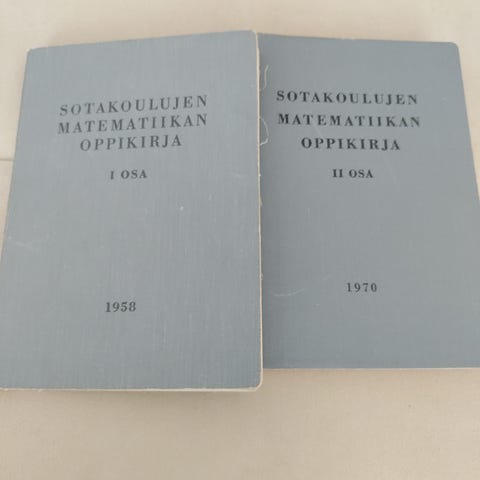 SOTAKOULUJEN
MATEMATIIKAN
OPPIKIRJA
I OSA
1958
SOTAKOULUJEN
MATEMATIIKAN
OPPIKIRJA
II OSA
1970